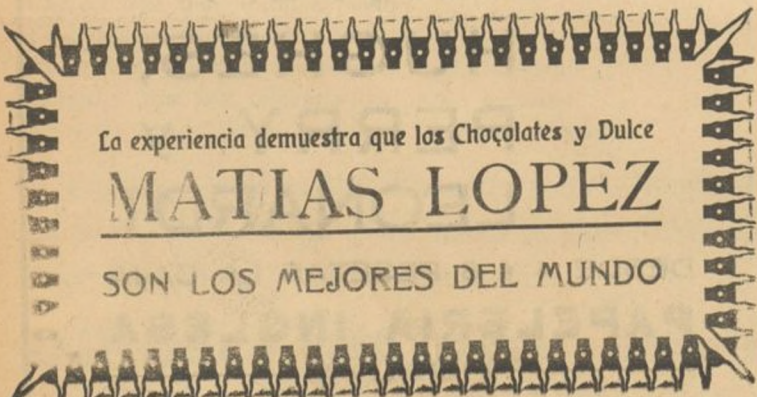 La experiencia demuestra que los Choçolates y Dulce
MATIAS LOPEZ
SON LOS MEJORES DEL MUNDO